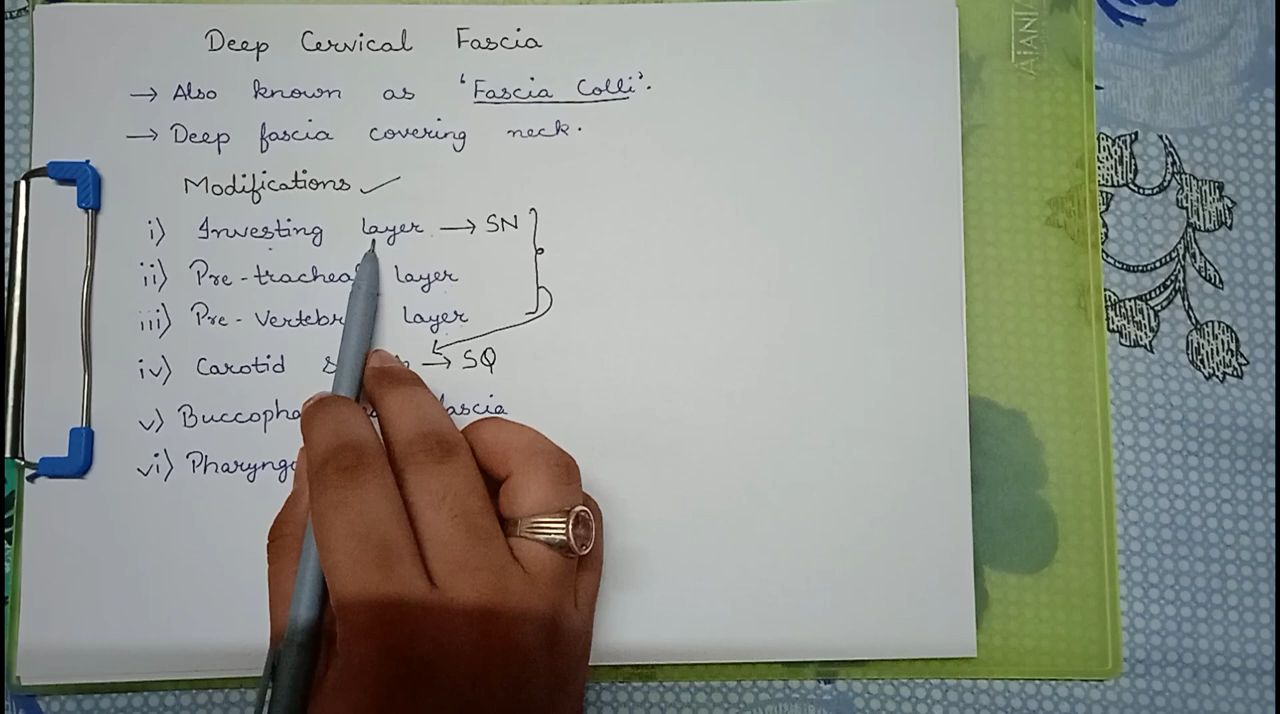 Deep Cervical Fascia
→ Also known as 'Fascia Colli'.
→ Deep fascia covering neck.
Modifications ✓
i) Investing layer → SN
ii) Pre-trachea layer
iii) Pre-Vertebr Layer
iv) Carotid → SQ
v) Buccopha fascia
vi) Pharyng